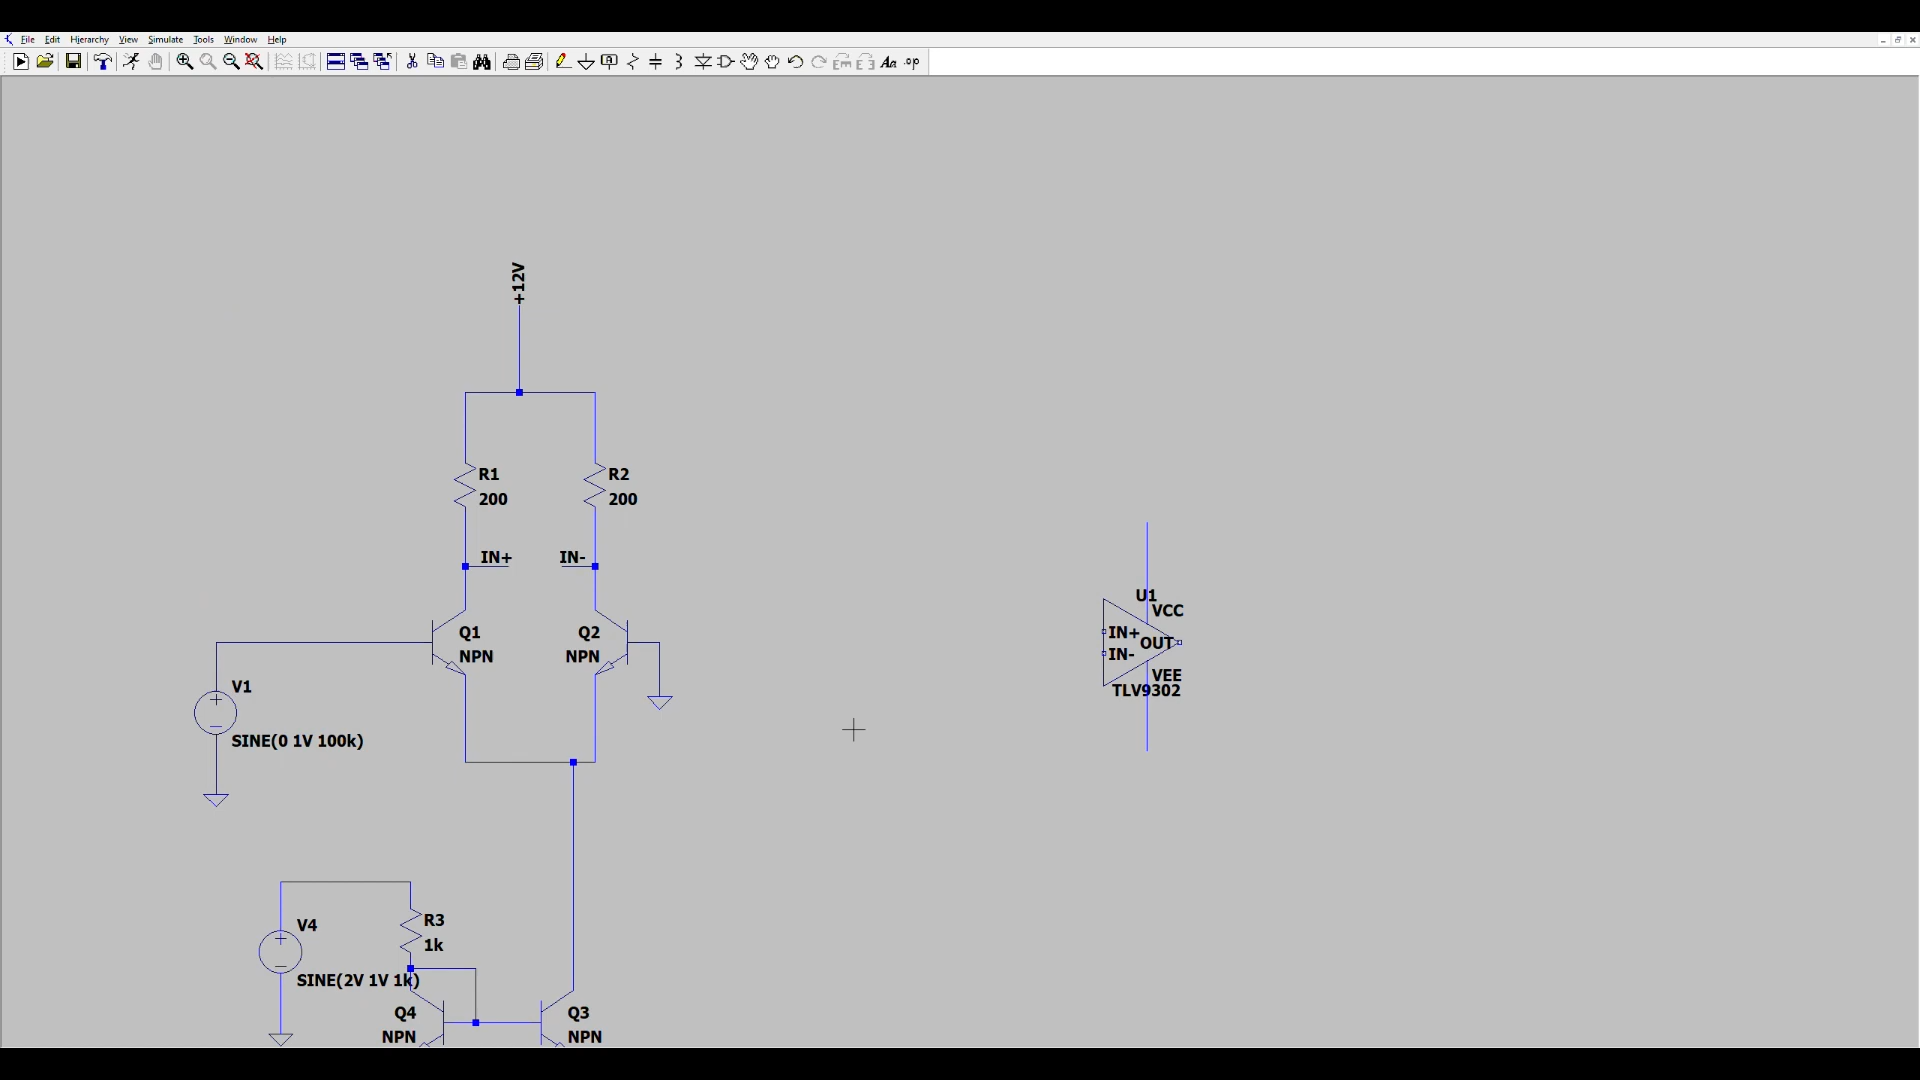 File Edit Hierarchy View Simulate Tools Window Help
Aa .op
+12V
R1
200
R2
200
IN+
IN-
Q1
NPN
Q2
NPN
V1
SINE(0 1V 100k)
U1
VCC
IN+
OUT
IN-
VEE
TLV9302
V4
SINE(2V 1V 1k)
R3
1k
Q4
NPN
Q3
NPN